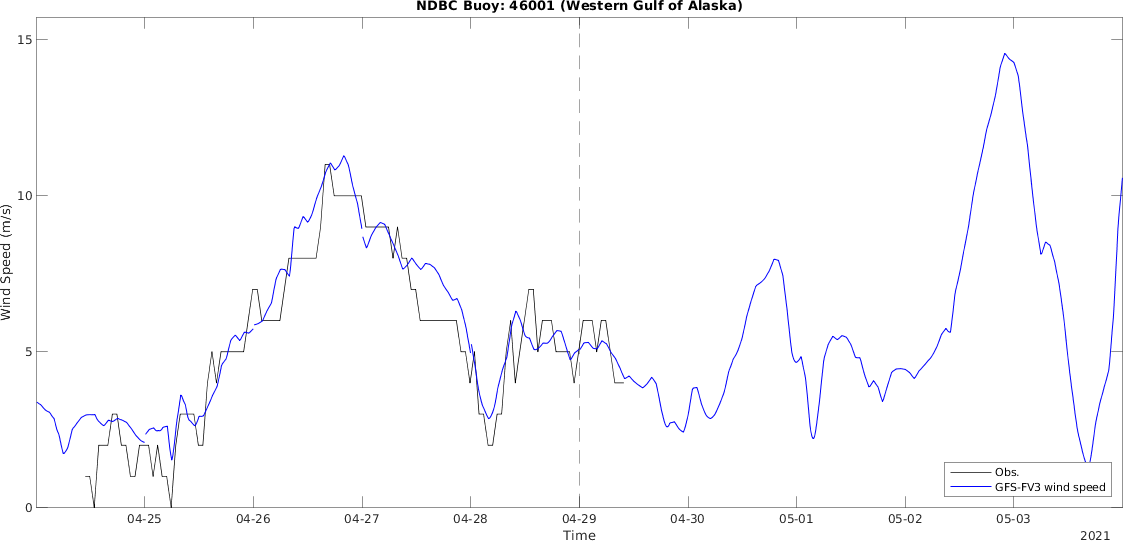 NDBC Buoy: 46001 (Western Gulf of Alaska)
Wind Speed (m/s)
15
10
5
0
04-25 04-26 04-27 04-28 04-29 04-30 05-01 05-02 05-03
Time
2021
Obs.
GFS-FV3 wind speed